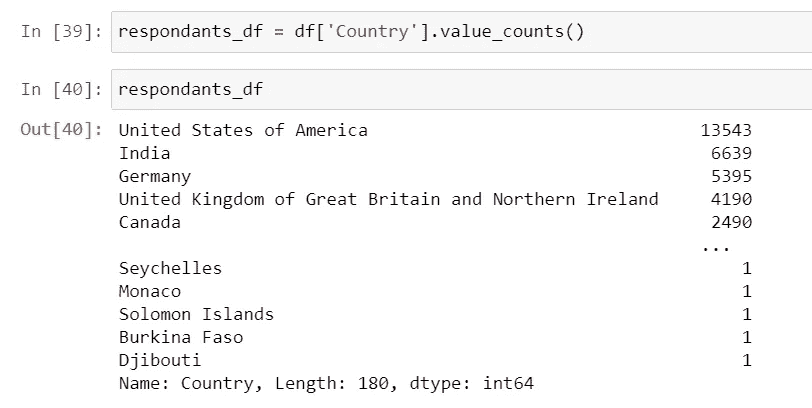 In [39]: respondants_df = df['Country'].value_counts()
In [40]: respondants_df
Out[40]: United States of America 13543
India 6639
Germany 5395
United Kingdom of Great Britain and Northern Ireland 4190
Canada 2490
...
Seychelles 1
Monaco 1
Solomon Islands 1
Burkina Faso 1
Djibouti 1
Name: Country, Length: 180, dtype: int64